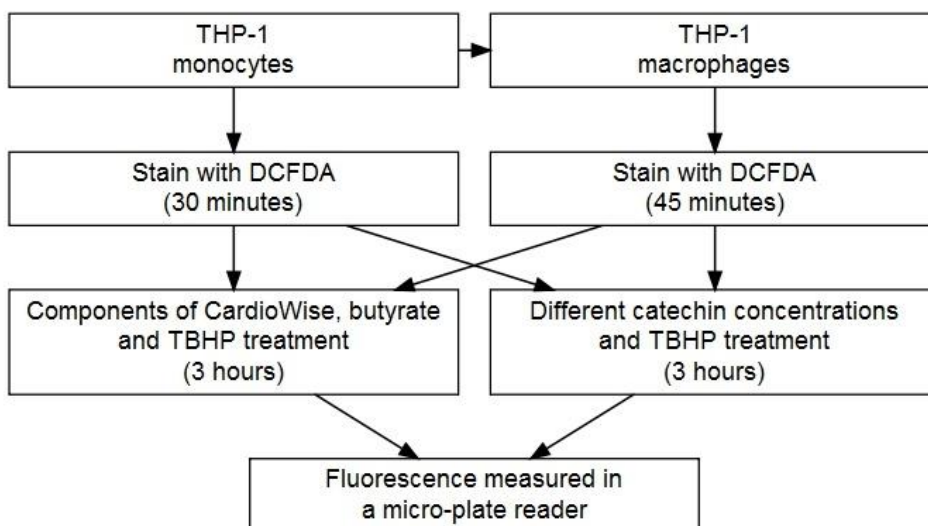 THP-1
monocytes
THP-1
macrophages
Stain with DCFDA
(30 minutes)
Stain with DCFDA
(45 minutes)
Components of CardioWise, butyrate
and TBHP treatment
(3 hours)
Different catechin concentrations
and TBHP treatment
(3 hours)
Fluorescence measured in
a micro-plate reader